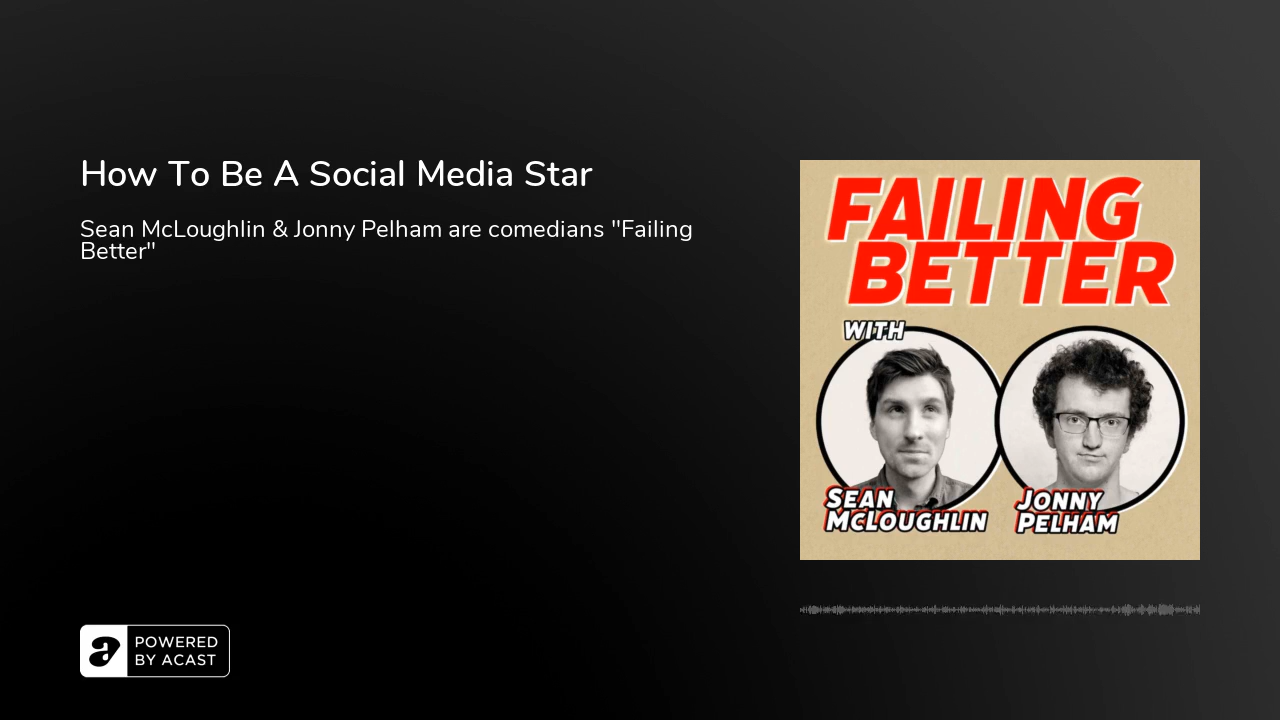 How To Be A Social Media Star
Sean McLoughlin & Jonny Pelham are comedians "Failing
Better"
FAILING
BETTER
WITH
SEAN
MCLOUGHLIN
JONNY
PELHAM
a POWERED
BY ACAST